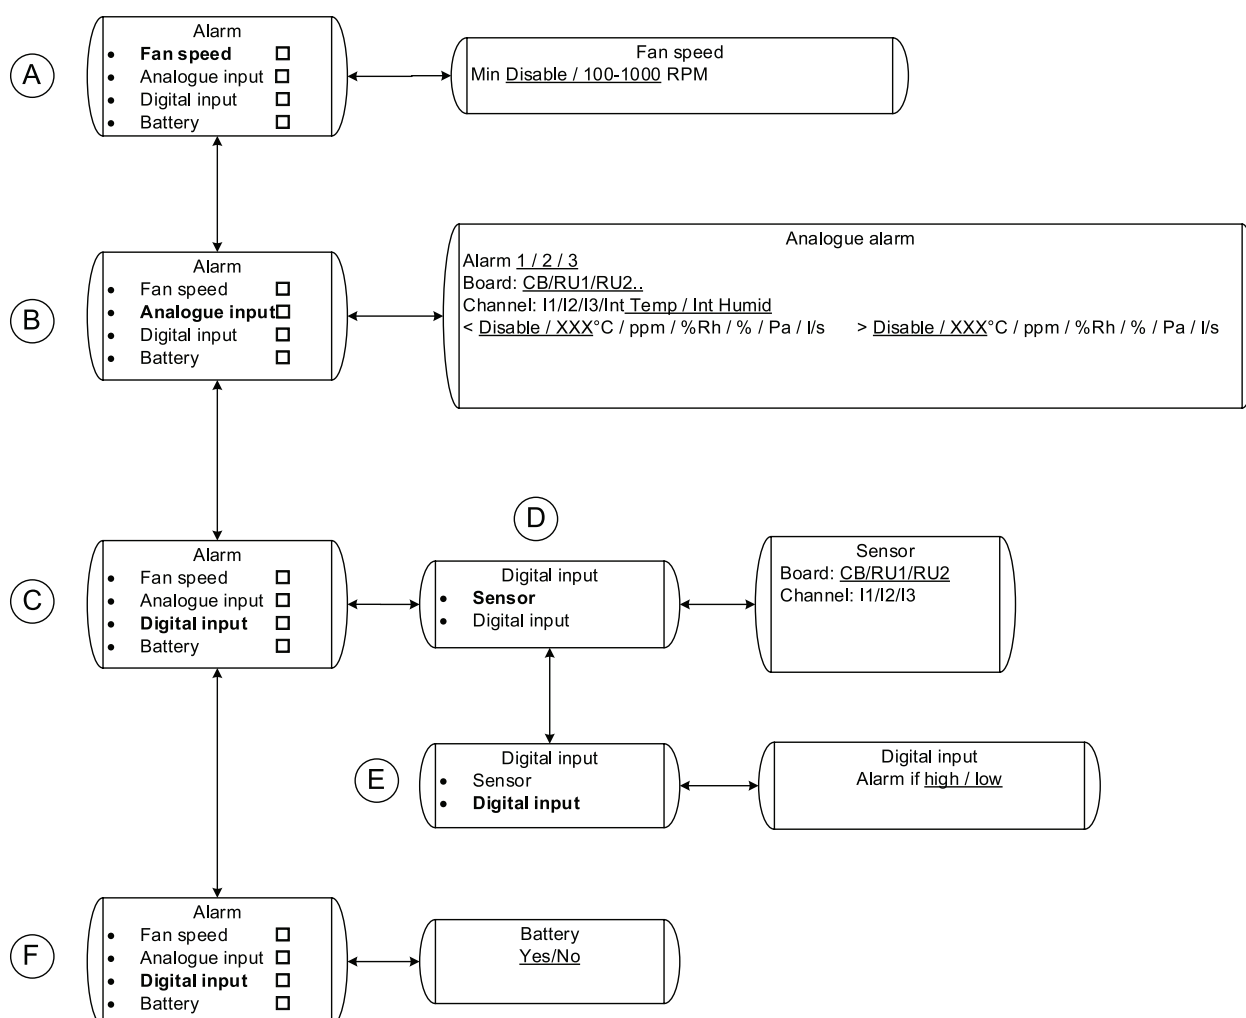 A
Alarm
• Fan speed
• Analogue input
• Digital input
• Battery
Fan speed
Min Disable / 100-1000 RPM
B
Alarm
• Fan speed
• Analogue input
• Digital input
• Battery
Analogue alarm
Alarm 1 / 2 / 3
Board: CB/RU1/RU2..
Channel: I1/I2/I3/Int Temp / Int Humid
< Disable / XXX°C / ppm / %Rh / % / Pa / l/s > Disable / XXX°C / ppm / %Rh / % / Pa / l/s
C
Alarm
• Fan speed
• Analogue input
• Digital input
• Battery
D
Digital input
• Sensor
• Digital input
Sensor
Board: CB/RU1/RU2
Channel: I1/I2/I3
E
Digital input
• Sensor
• Digital input
Digital input
Alarm if high / low
F
Alarm
• Fan speed
• Analogue input
• Digital input
• Battery
Battery
Yes/No